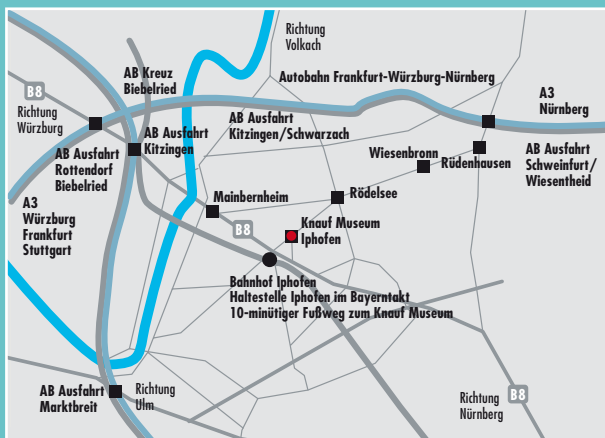 Richtung
Volkach
AB Kreuz
Biebelried
Autobahn Frankfurt-Würzburg-Nürnberg
B8
Richtung
Würzburg
A3
Nürnberg
AB Ausfahrt
Kitzingen
AB Ausfahrt
Kitzingen/Schwarzach
AB Ausfahrt
Rottendorf
Biebelried
Wiesenbronn
Rüdenhausen
AB Ausfahrt
Schweinfurt/
Wiesentheid
A3
Würzburg
Frankfurt
Stuttgart
Mainbernheim
Rödelsee
B8
Knauf Museum
Iphofen
Bahnhof Iphofen
Haltestelle Iphofen im Bayerntakt
10-minütiger Fußweg zum Knauf Museum
AB Ausfahrt
Marktbreit
Richtung
Ulm
Richtung
Nürnberg
B8